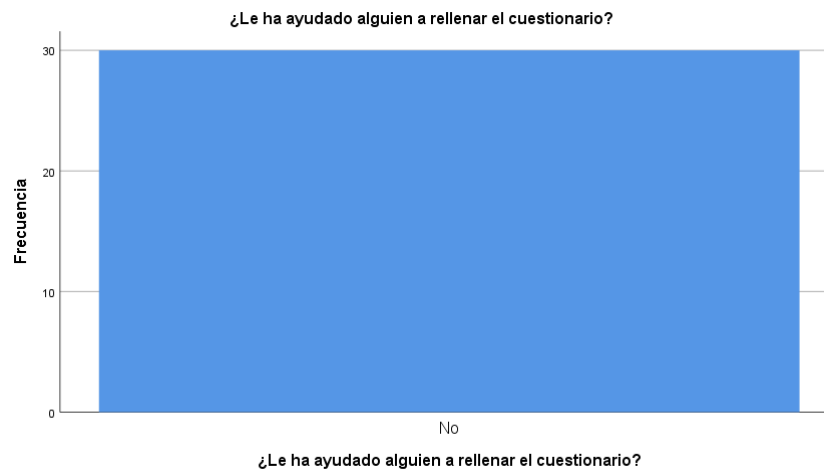 ¿Le ha ayudado alguien a rellenar el cuestionario?
30
20
10
0
Frecuencia
No
¿Le ha ayudado alguien a rellenar el cuestionario?